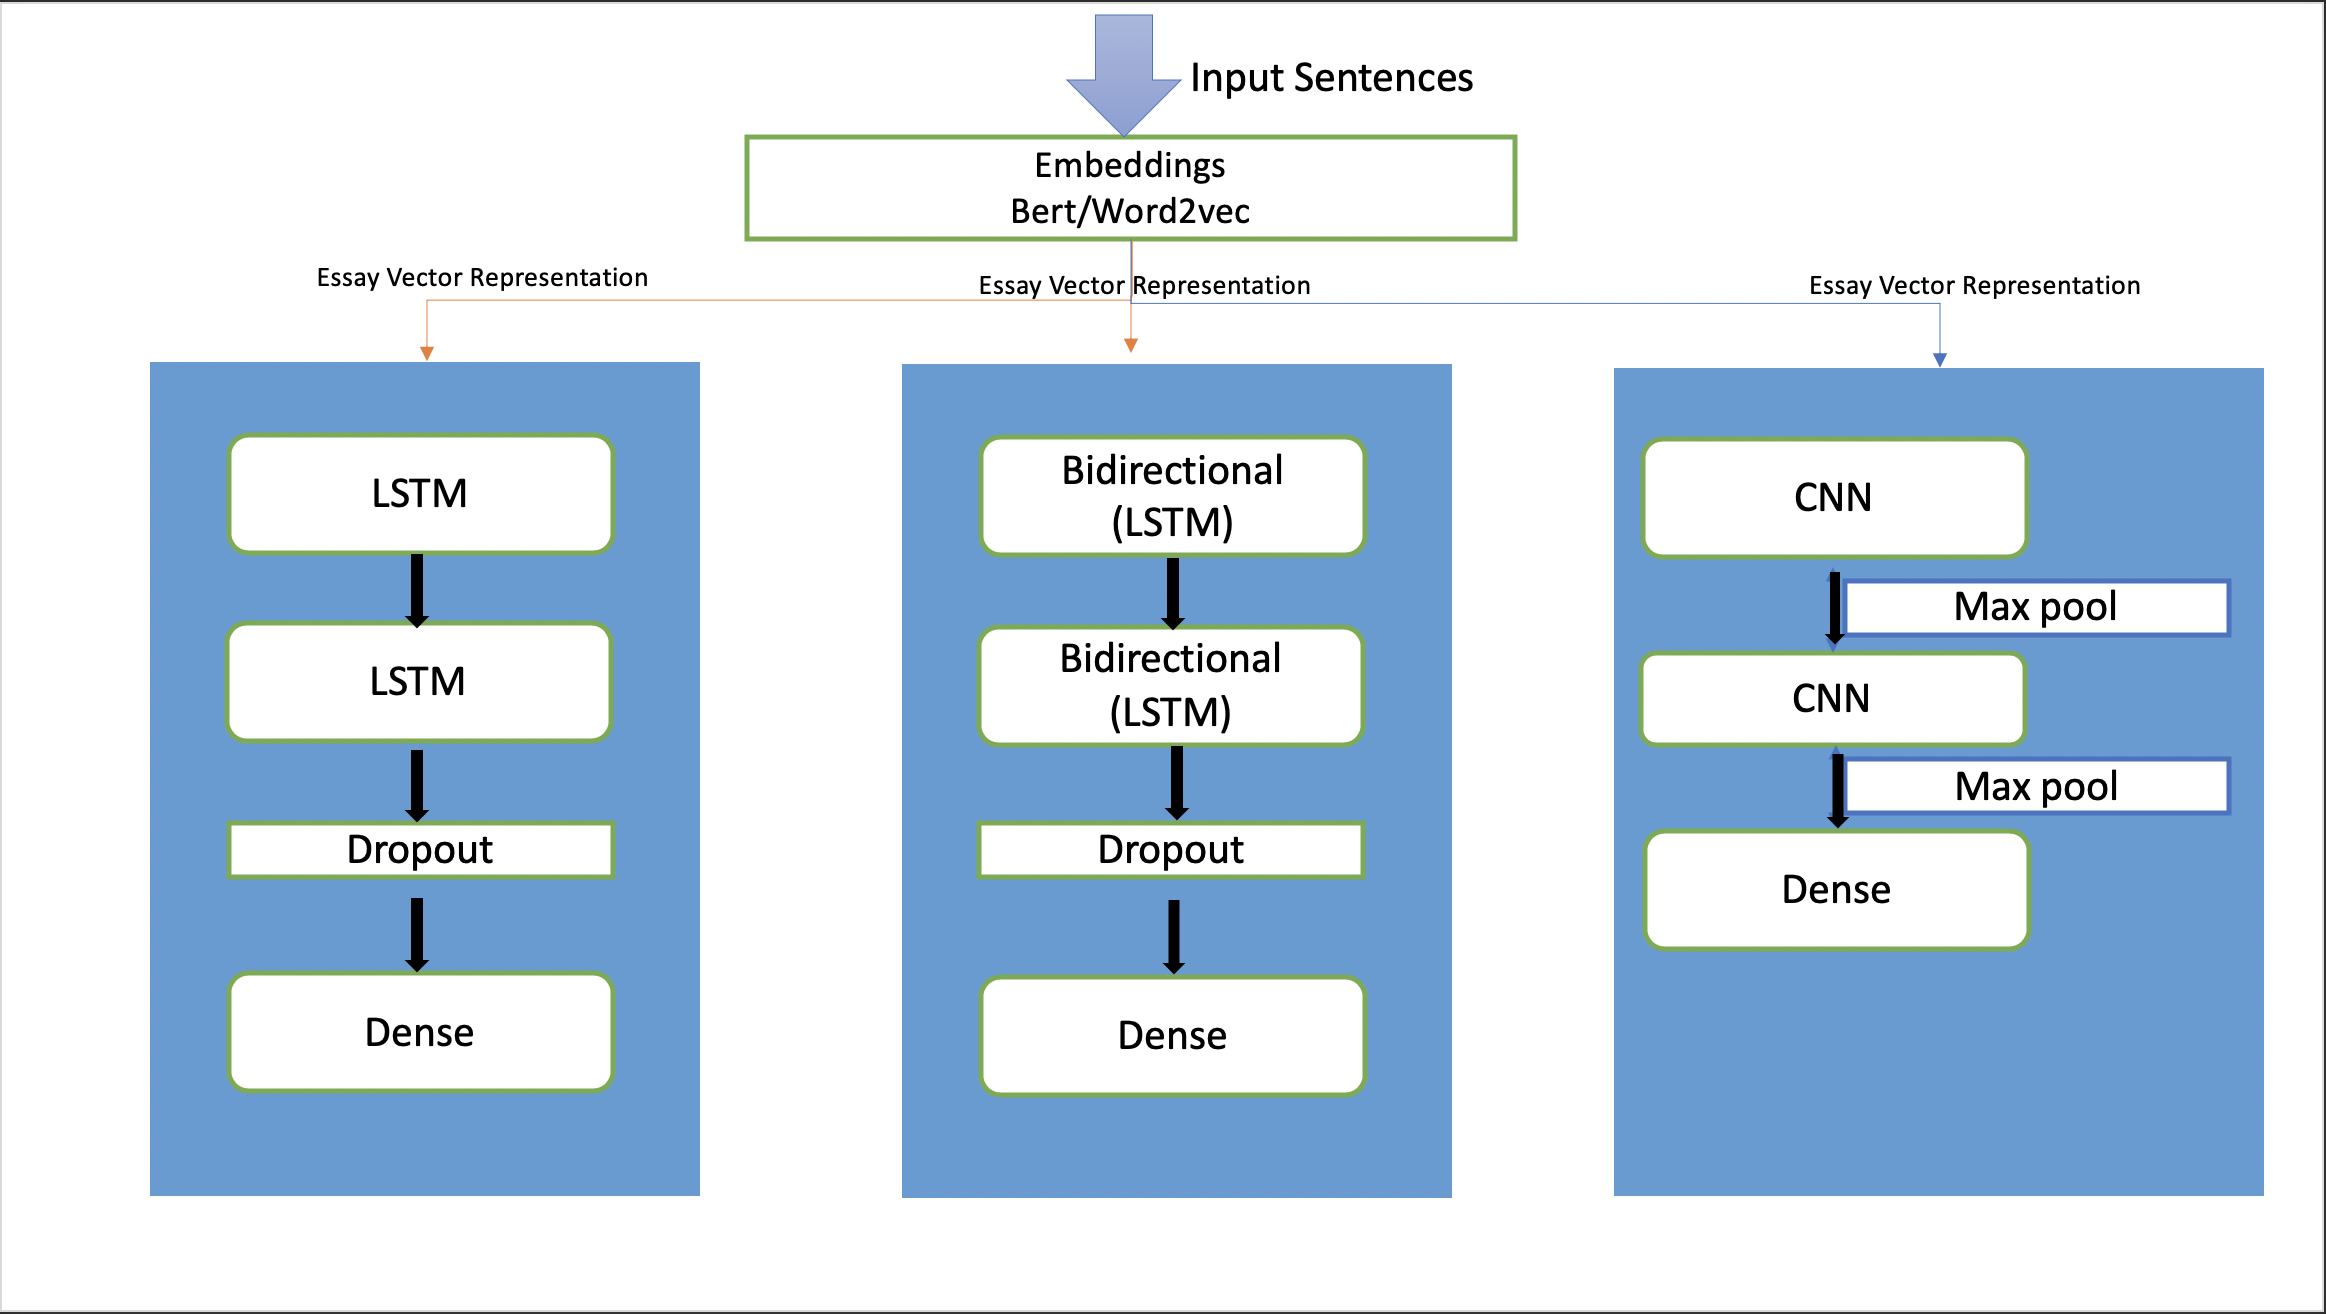 Input Sentences
Embeddings
Bert/Word2vec
Essay Vector Representation
Essay Vector Representation
Essay Vector Representation
LSTM
LSTM
Dropout
Dense
Bidirectional
(LSTM)
Bidirectional
(LSTM)
Dropout
Dense
CNN
Max pool
CNN
Max pool
Dense